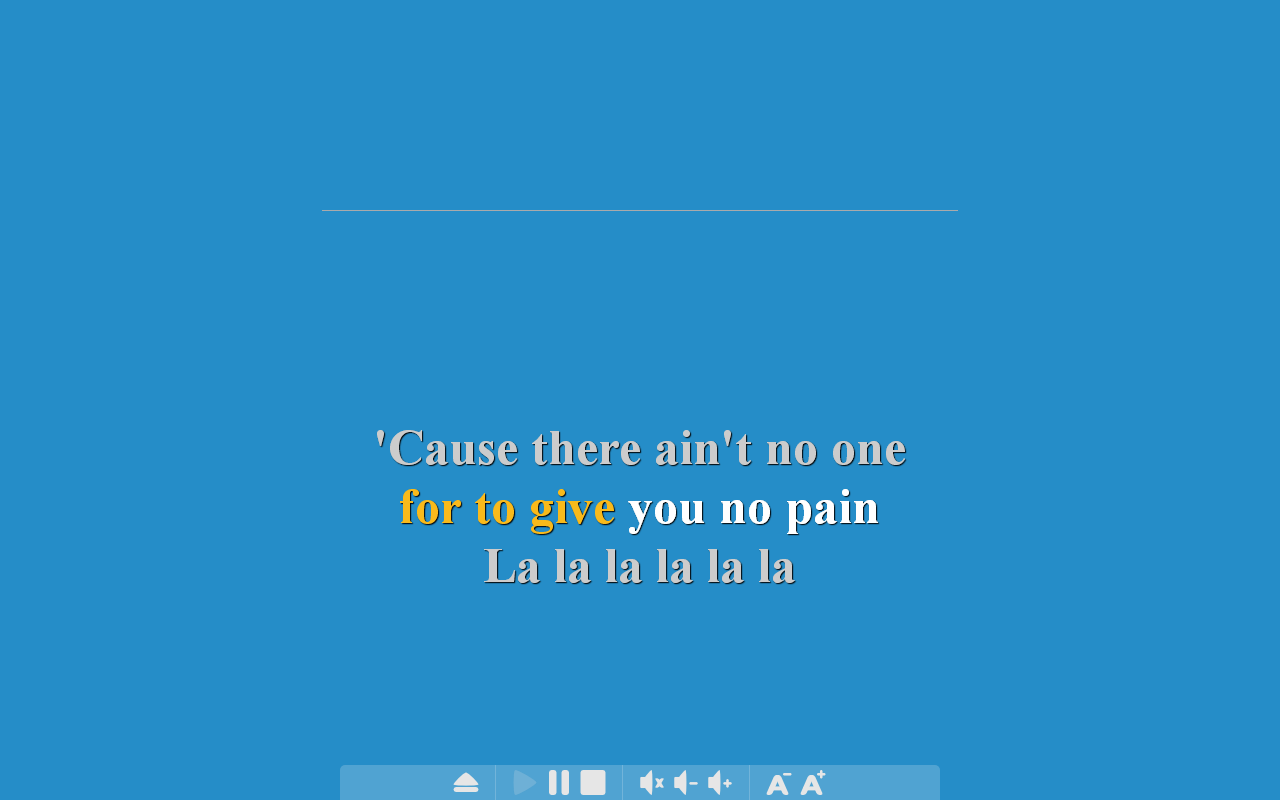 'Cause there ain't no one
for to give you no pain
La la la la la la
A-
A+